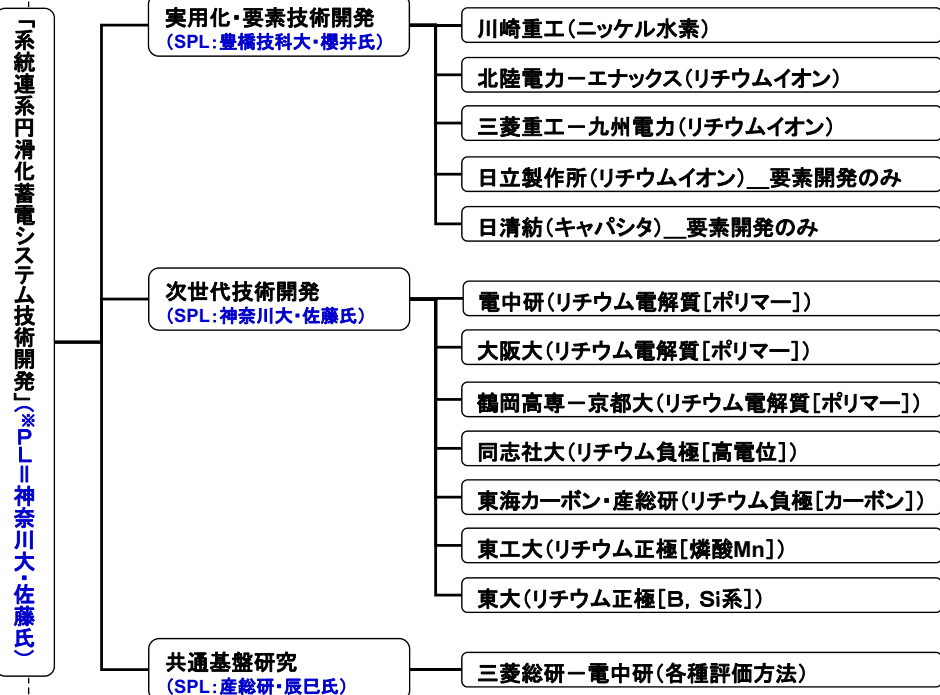 「系統連系円滑化蓄電システム技術開発」(※PL=神奈川大・佐藤氏)
実用化・要素技術開発
(SPL:豊橋技科大・櫻井氏)
川崎重工(ニッケル水素)
北陸電力－エナックス(リチウムイオン)
三菱重工－九州電力(リチウムイオン)
日立製作所(リチウムイオン)__要素開発のみ
日清紡(キャパシタ)__要素開発のみ
次世代技術開発
(SPL:神奈川大・佐藤氏)
電中研(リチウム電解質[ポリマー])
大阪大(リチウム電解質[ポリマー])
鶴岡高専－京都大(リチウム電解質[ポリマー])
同志社大(リチウム負極[高電位])
東海カーボン・産総研(リチウム負極[カーボン])
東工大(リチウム正極[燐酸Mn])
東大(リチウム正極[B, Si系])
共通基盤研究
(SPL:産総研・辰巳氏)
三菱総研－電中研(各種評価方法)